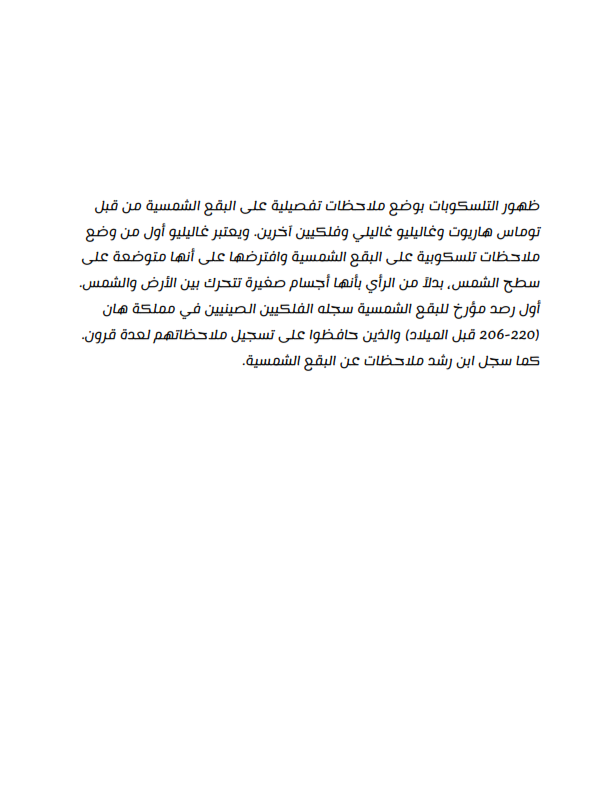 ظهور التلسكوبات بوضع ملاحظات تفصيلية على البقع الشمسية من قبل
توماس هاريوت وغاليليو غاليلي وفلكيين آخرين. ويعتبر غاليليو أول من وضع
ملاحظات تلسكوبية على البقع الشمسية وافترضها على أنها متوضعة على
سطح الشمس، بدلاً من الرأي بأنها أجسام صغيرة تتحرك بين الأرض والشمس.
أول رصد مؤرخ للبقع الشمسية سجله الفلكيين الصينيين في مملكة هان
(206-220 قبل الميلاد) والذين حافظوا على تسجيل ملاحظاتهم لعدة قرون.
كما سجل ابن رشد ملاحظات عن البقع الشمسية.